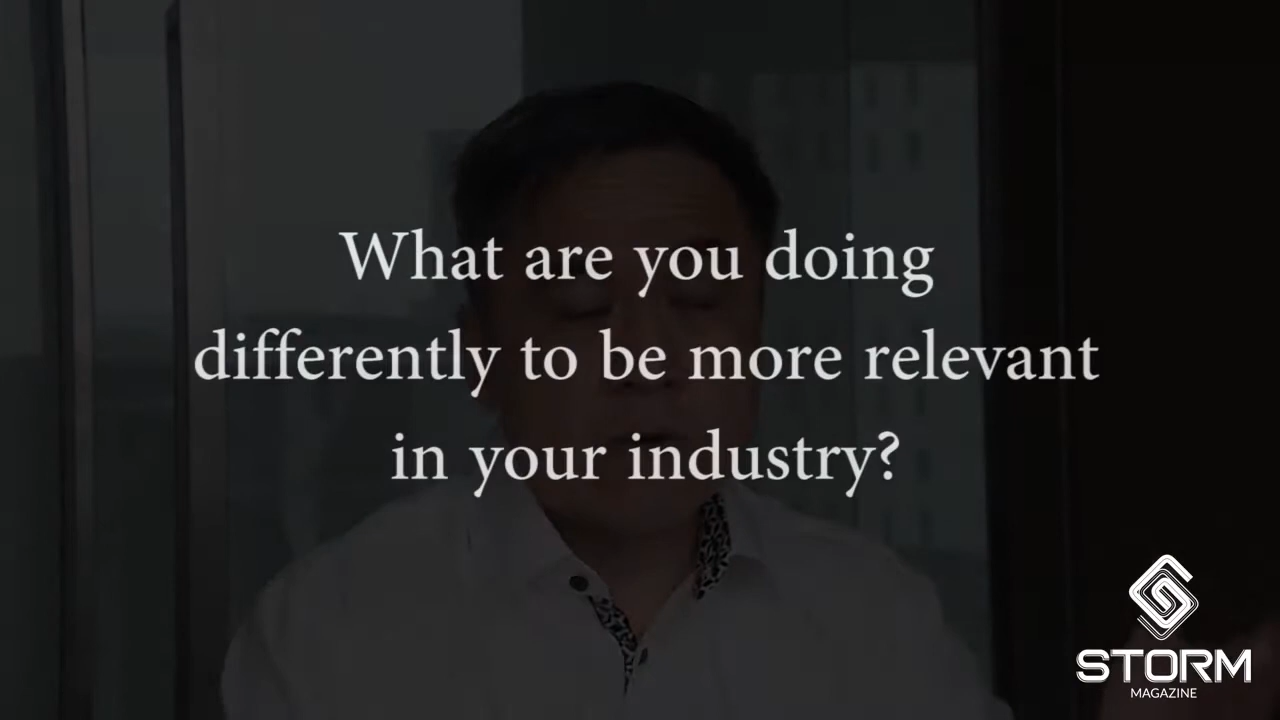 What are you doing
differently to be more relevant
in your industry?
STORM
MAGAZINE